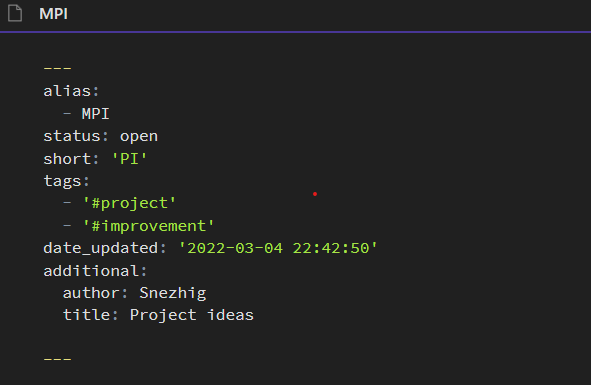 MPI
---
alias:
  - MPI
status: open
short: 'PI'
tags:
  - '#project'
  - '#improvement'
date_updated: '2022-03-04 22:42:50'
additional:
  author: Snezhig
  title: Project ideas
---